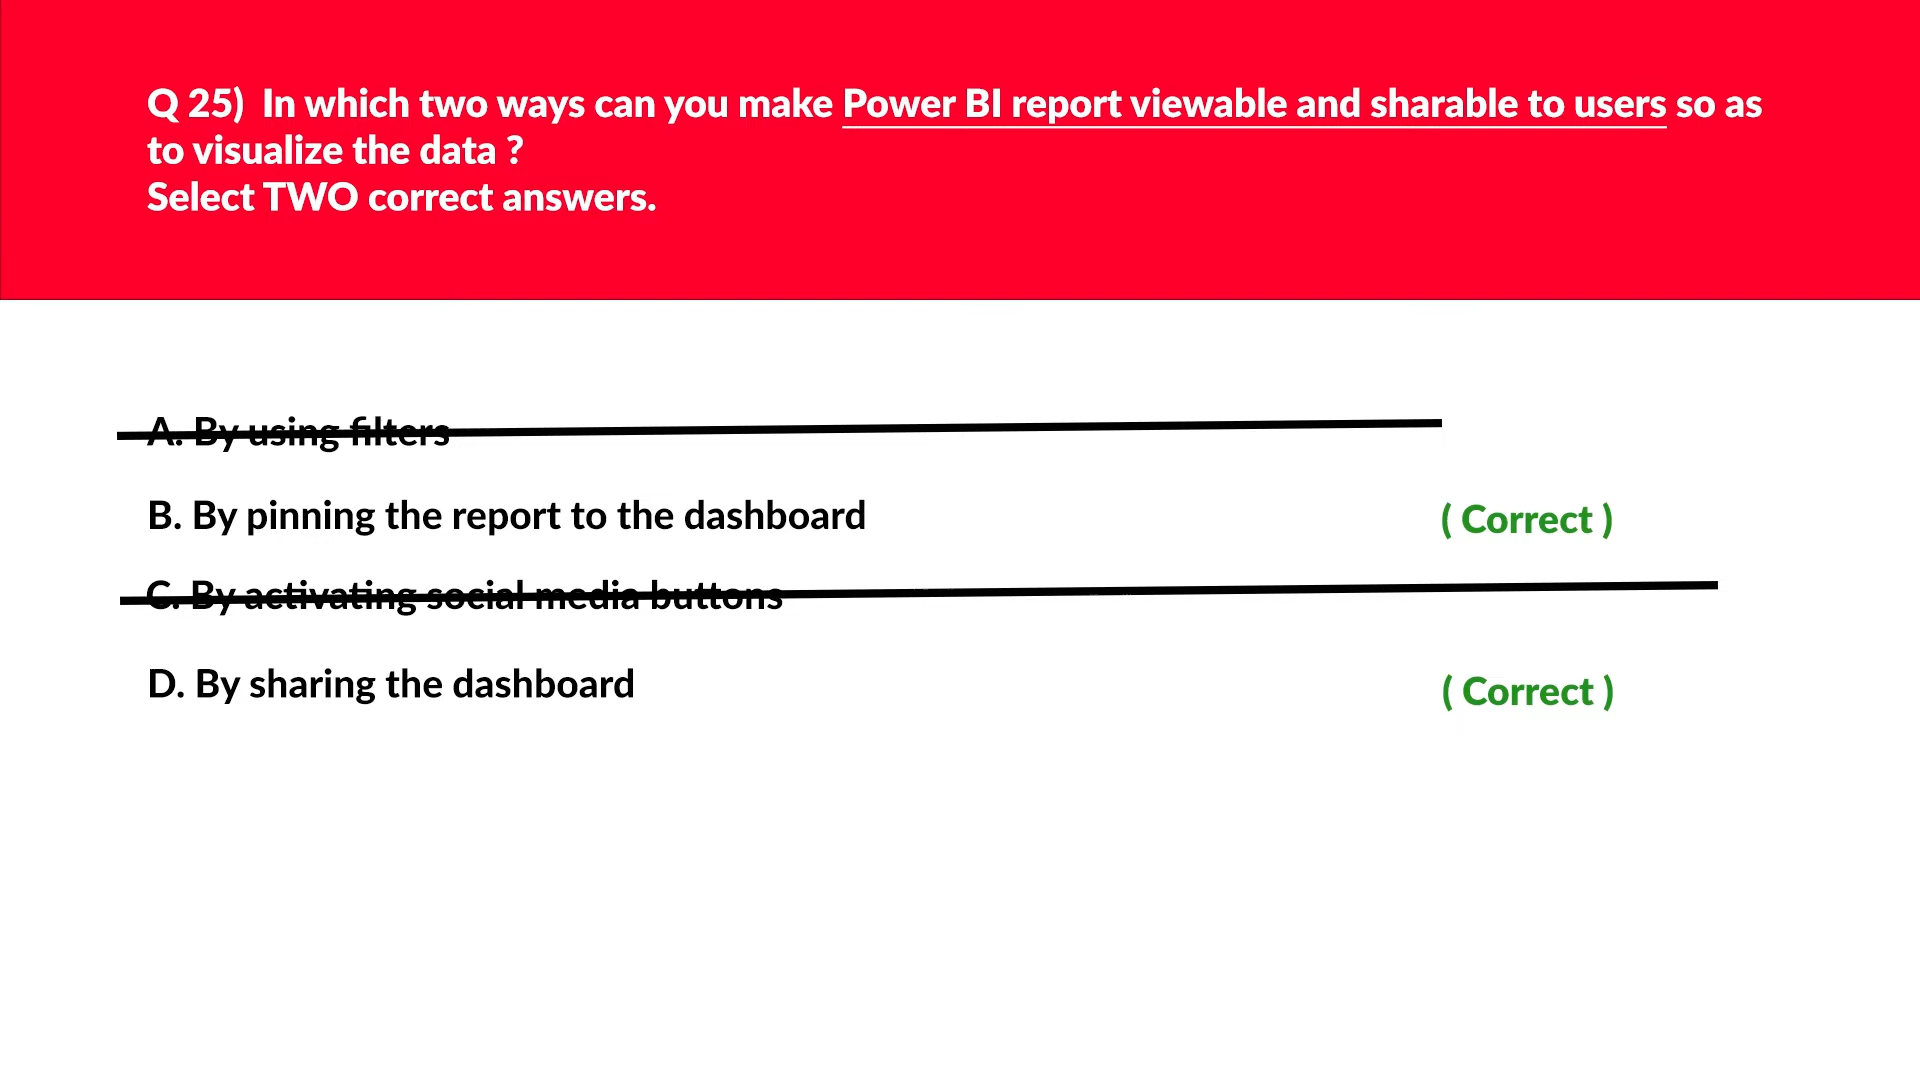 Q 25)  In which two ways can you make Power BI report viewable and sharable to users so as
to visualize the data ?
Select TWO correct answers.
A. By using filters
B. By pinning the report to the dashboard
( Correct )
C. By activating social media buttons
D. By sharing the dashboard
( Correct )